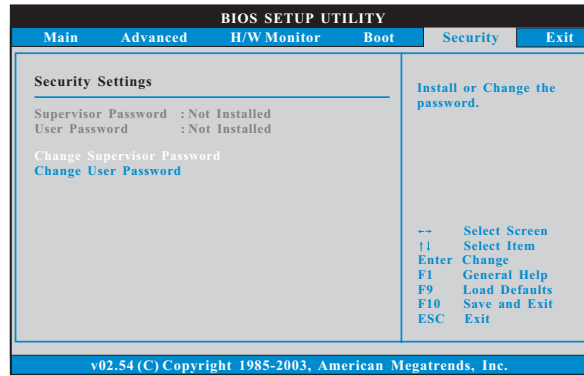 BIOS SETUP UTILITY
Main Advanced H/W Monitor Boot Security Exit
Security Settings
Supervisor Password : Not Installed
User Password : Not Installed
Change Supervisor Password
Change User Password
Install or Change the
password.
←→ Select Screen
↑↓ Select Item
Enter Change
F1 General Help
F9 Load Defaults
F10 Save and Exit
ESC Exit
v02.54 (C) Copyright 1985-2003, American Megatrends, Inc.